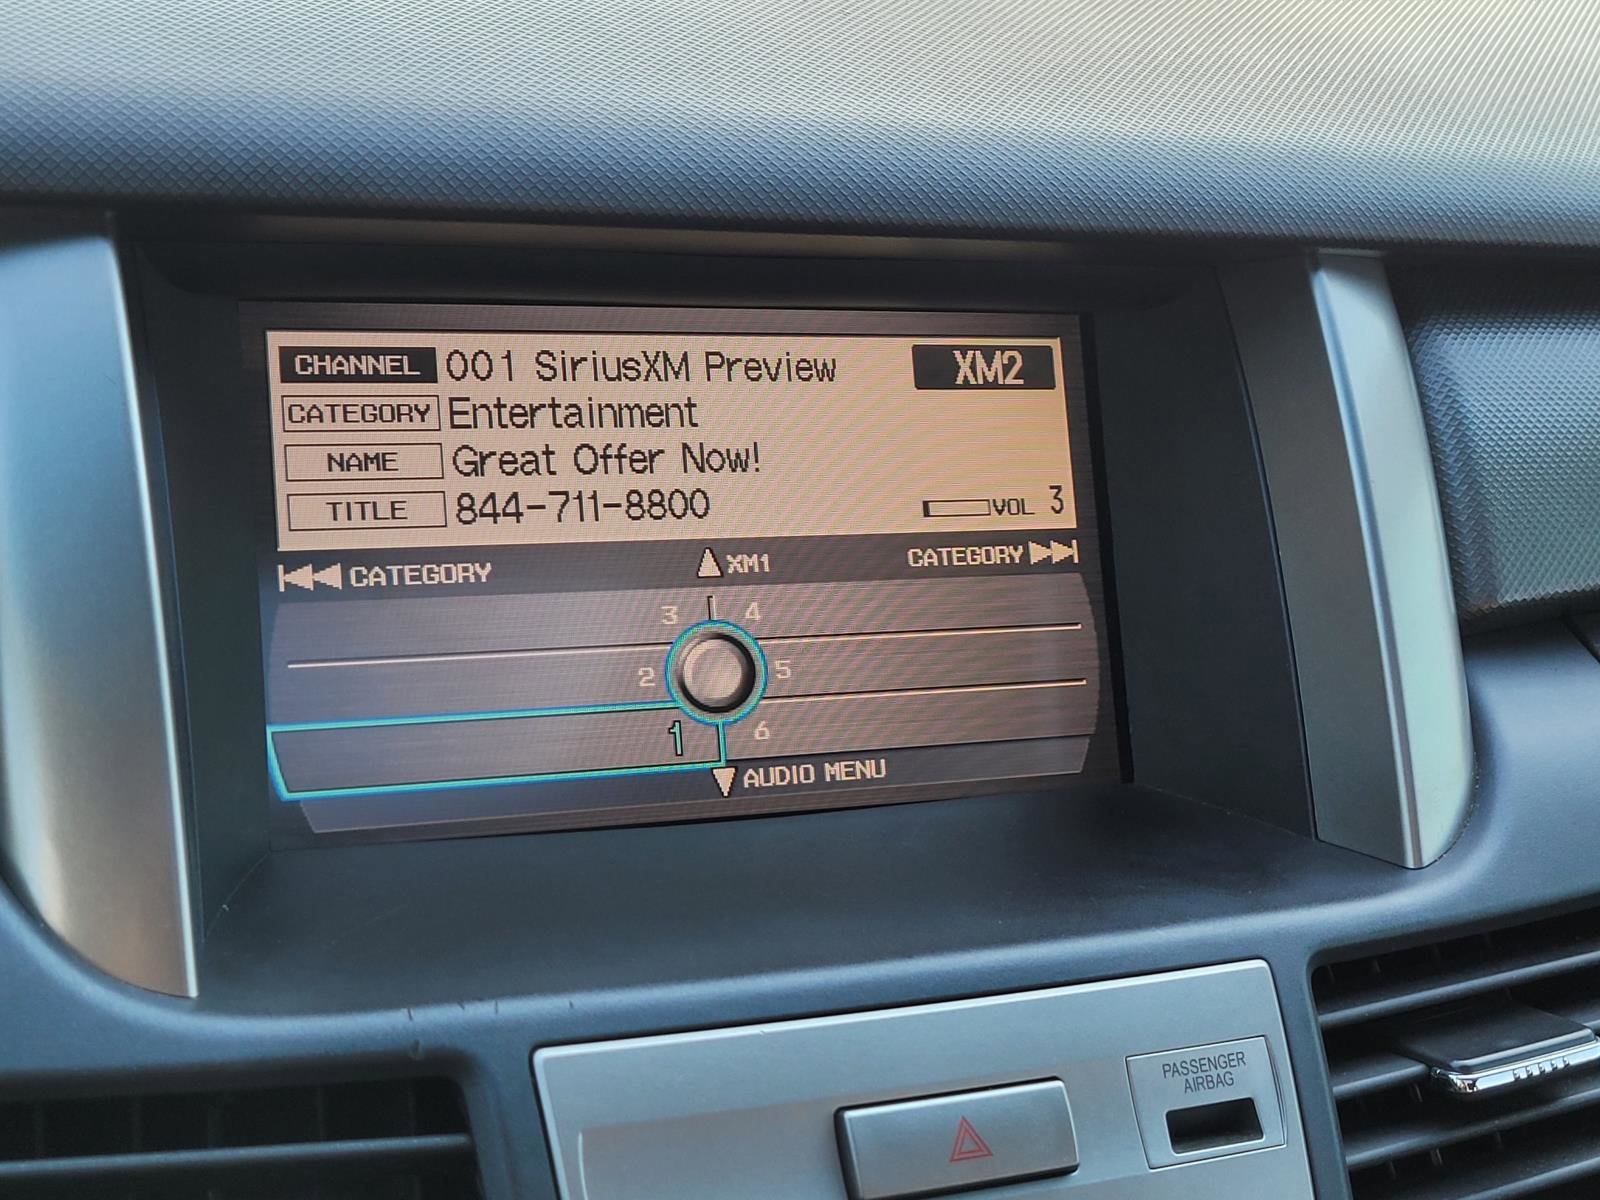 CHANNEL 001 SiriusXM Preview XM2
CATEGORY Entertainment
NAME Great Offer Now!
TITLE 844-711-8800 VOL 3
CATEGORY XM1 CATEGORY
3 4
2 5
1 6
AUDIO MENU
PASSENGER
AIRBAG